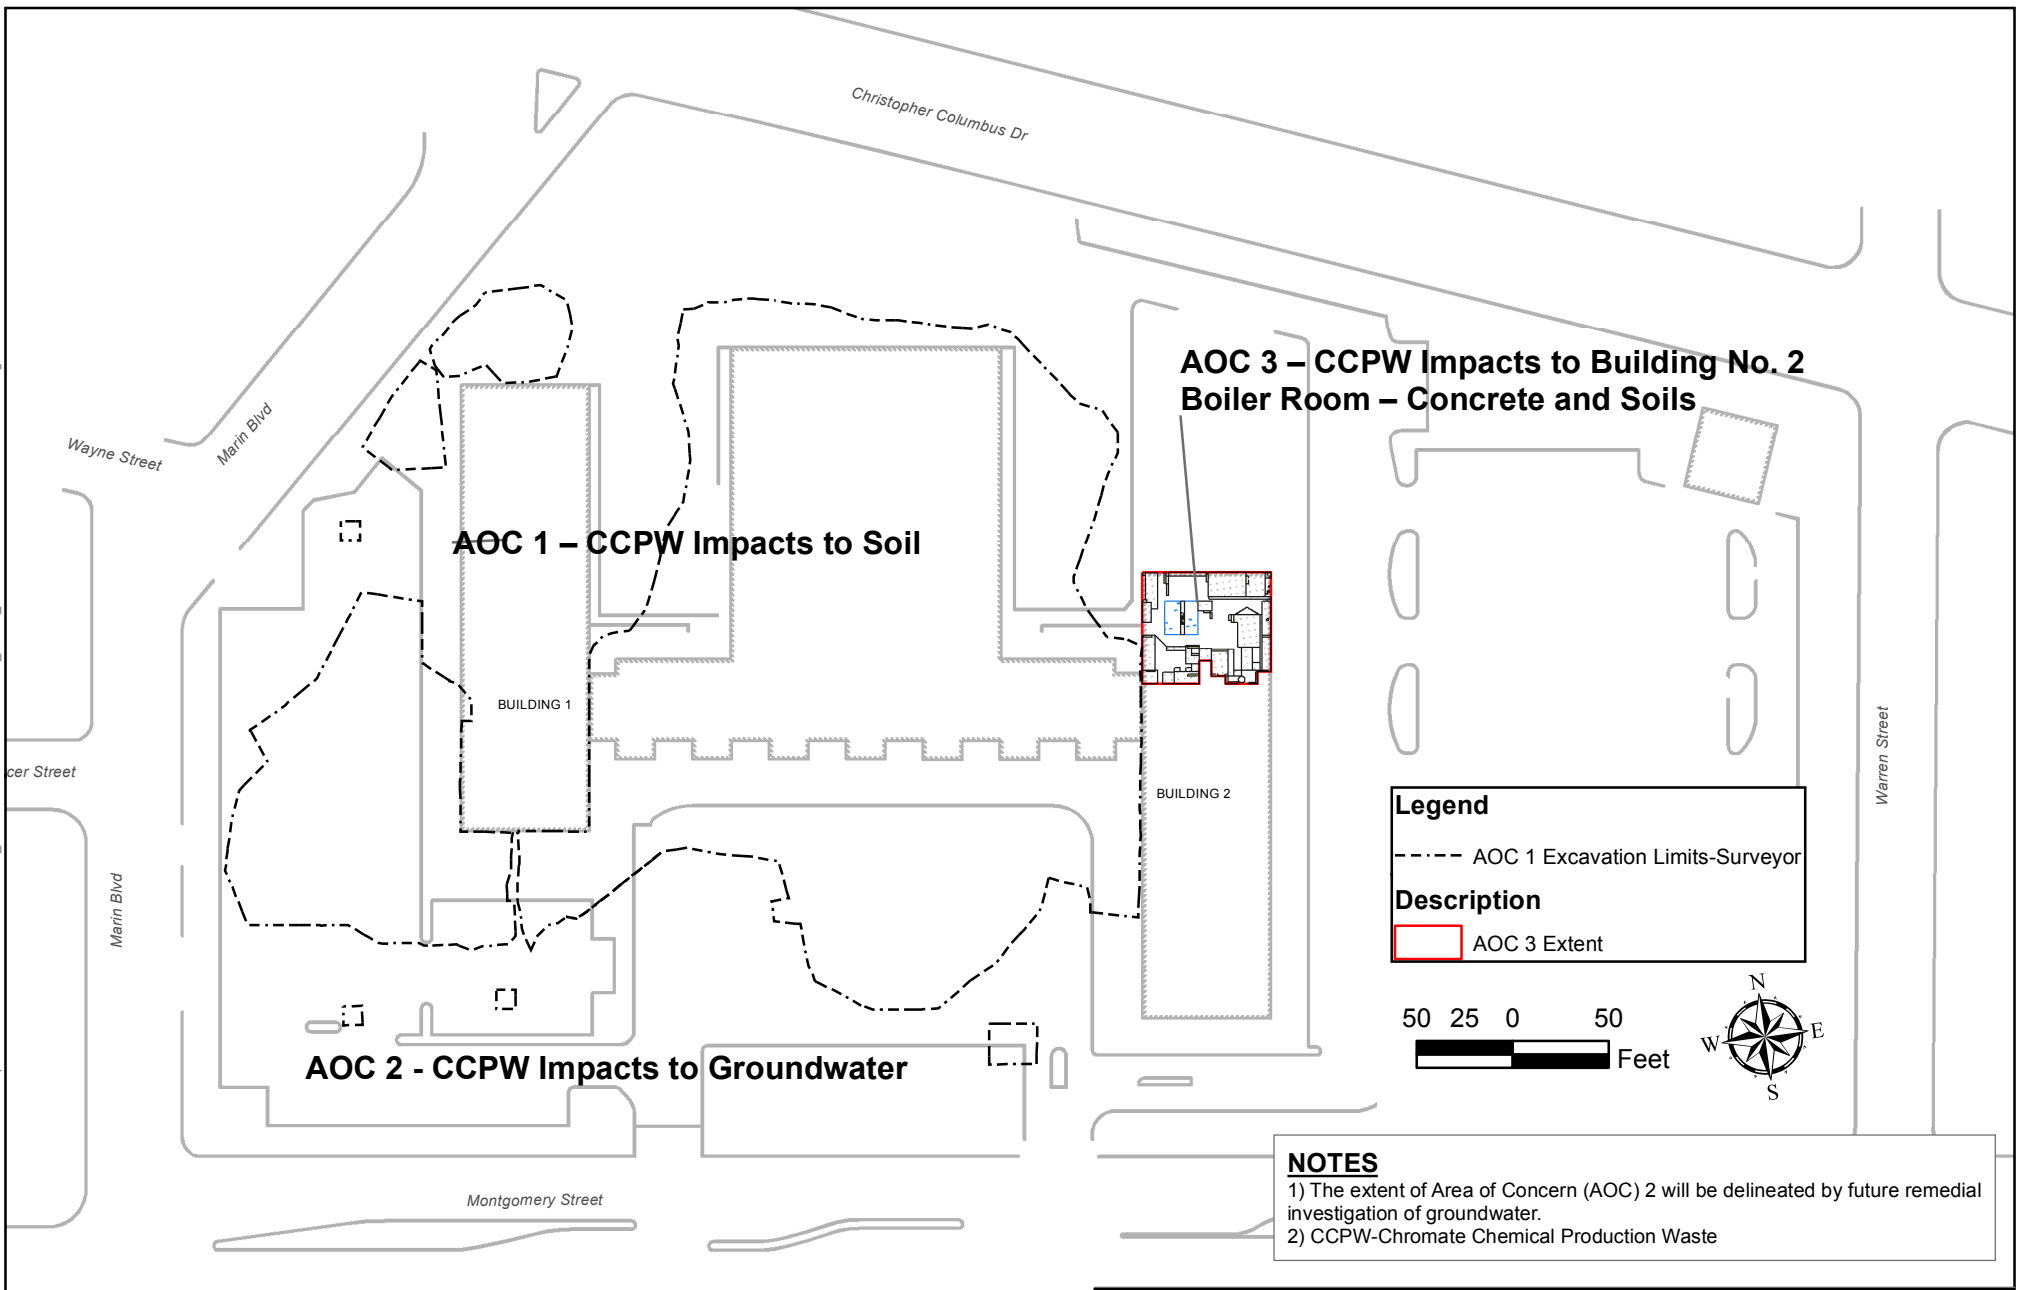 Christopher Columbus Dr
AOC 3 – CCPW Impacts to Building No. 2
Boiler Room – Concrete and Soils
Wayne Street
Marin Blvd
AOC 1 – CCPW Impacts to Soil
BUILDING 1
cer Street
BUILDING 2
Warren Street
Marin Blvd
Legend
AOC 1 Excavation Limits-Surveyor
Description
AOC 3 Extent
N
W
E
S
50 25 0 50
Feet
AOC 2 - CCPW Impacts to Groundwater
Montgomery Street
NOTES
1) The extent of Area of Concern (AOC) 2 will be delineated by future remedial
investigation of groundwater.
2) CCPW-Chromate Chemical Production Waste